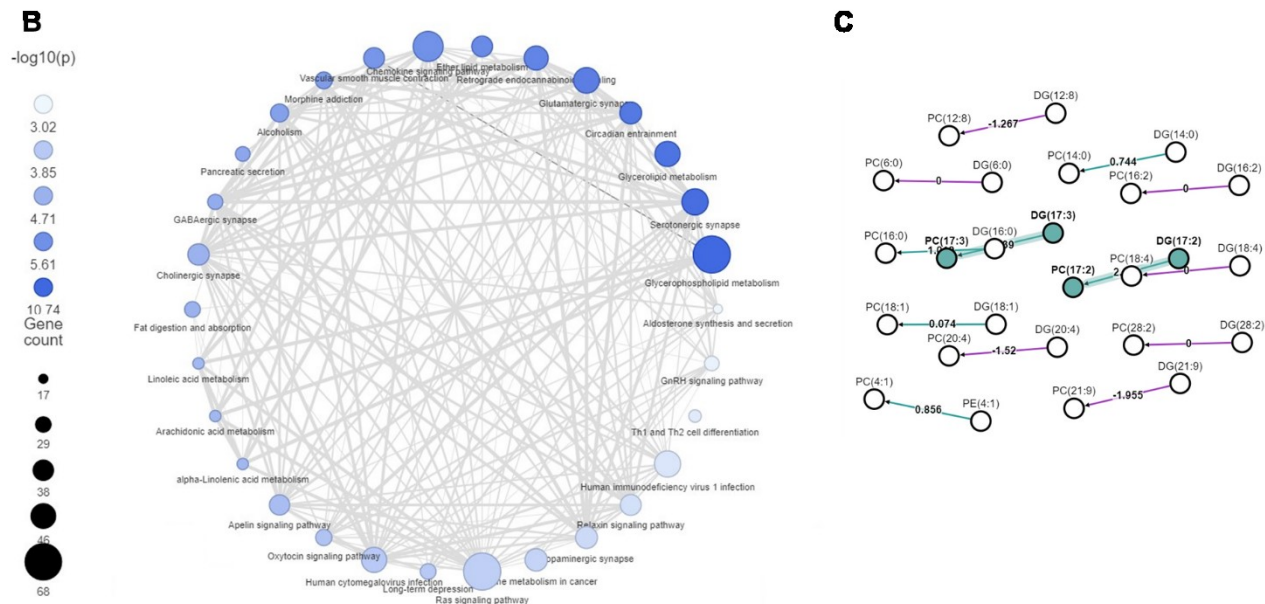 B
C
-log10(p)
3.02
3.85
4.71
5.61
10.74
Gene
count
17
29
38
46
68
Ether lipid metabolism
Chemokine signaling pathway
Vascular smooth muscle contraction
Retrograde endocannabinoid signaling
Morphine addiction
Glutamatergic synapse
Alcoholism
Circadian entrainment
Pancreatic secretion
Glycerolipid metabolism
GABAergic synapse
Serotonergic synapse
Cholinergic synapse
Glycerophospholipid metabolism
Fat digestion and absorption
Aldosterone synthesis and secretion
Linoleic acid metabolism
GnRH signaling pathway
Arachidonic acid metabolism
Th1 and Th2 cell differentiation
alpha-Linolenic acid metabolism
Human immunodeficiency virus 1 infection
Apelin signaling pathway
Relaxin signaling pathway
Oxytocin signaling pathway
opaminergic synapse
Human cytomegalovirus infection
ne metabolism in cancer
Long-term depression
Ras signaling pathway
DG(12:8)
PC(12:8)
-1.267
DG(14:0)
PC(14:0)
0.744
DG(16:2)
PC(16:2)
0
PC(6:0)
DG(6:0)
0
DG(17:3)
PC(17:3)
DG(16:0)
PC(16:0)
39
DG(17:2)
PC(17:2)
2
PC(18:4)
DG(18:4)
0
PC(18:1)
DG(18:1)
0.074
PC(20:4)
DG(20:4)
-1.52
PC(28:2)
DG(28:2)
0
PC(4:1)
PE(4:1)
0.856
PC(21:9)
DG(21:9)
-1.955